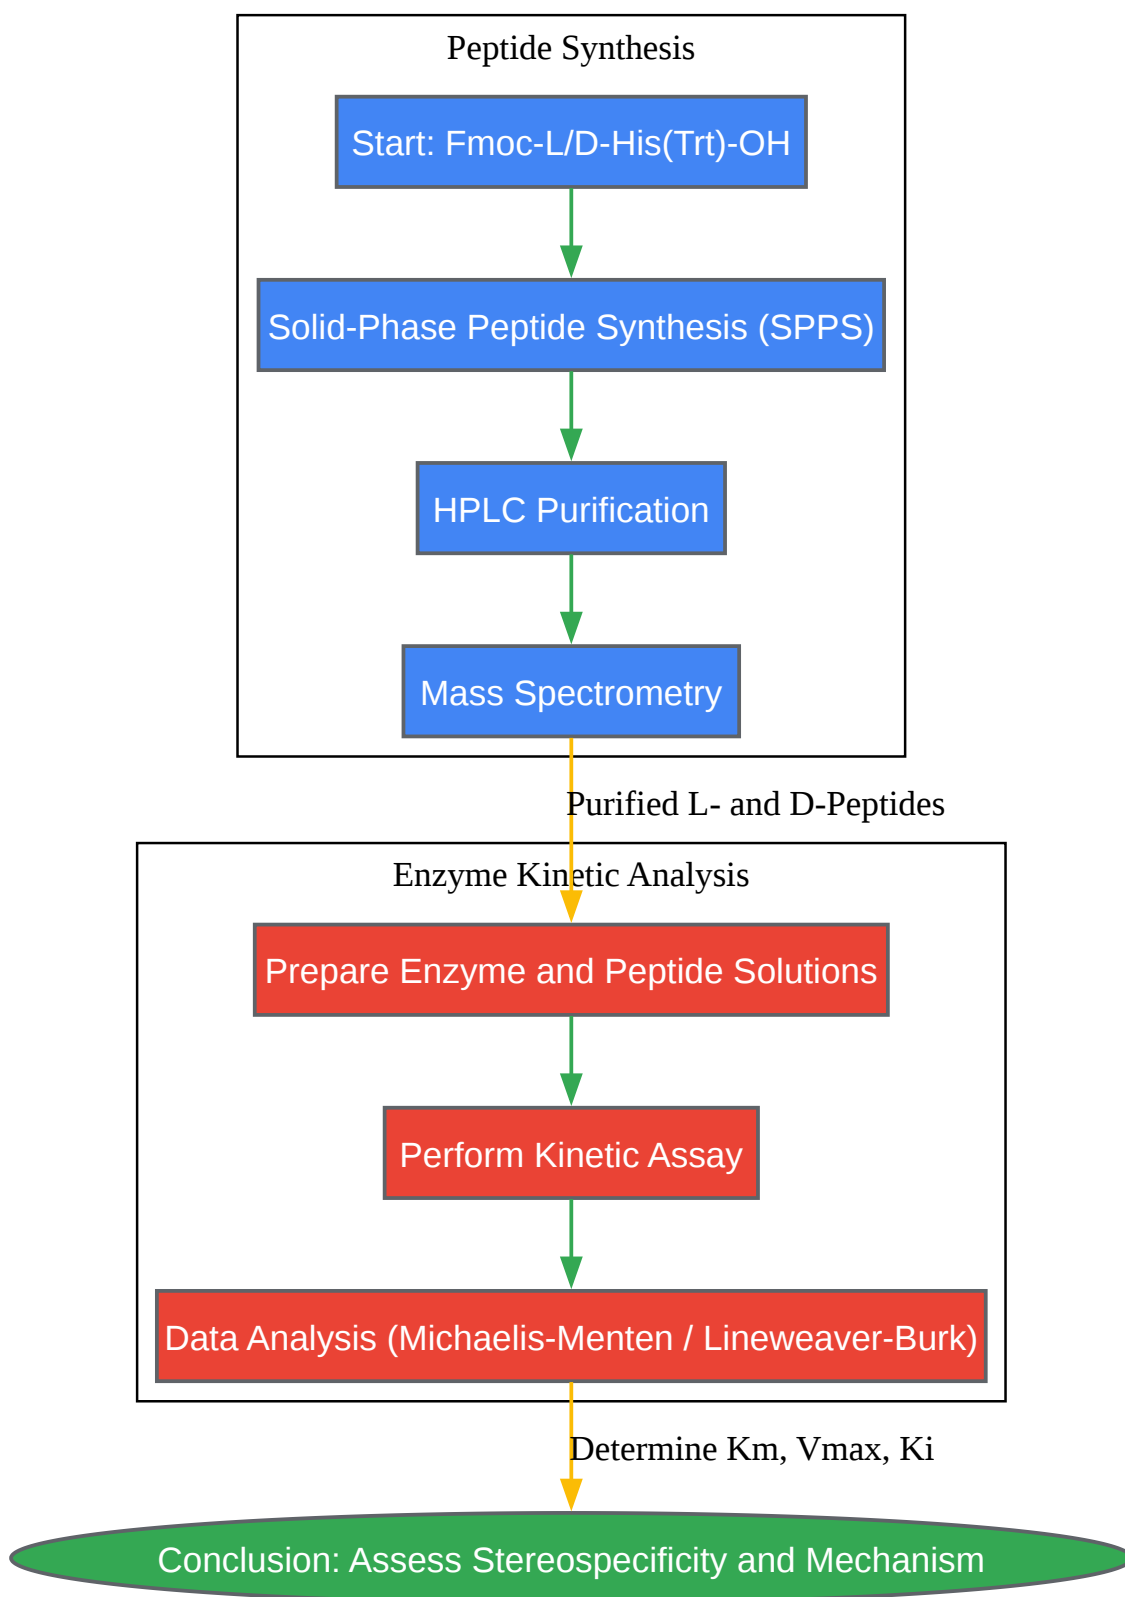 Peptide Synthesis
Start: Fmoc-L/D-His(Trt)-OH
Solid-Phase Peptide Synthesis (SPPS)
HPLC Purification
Mass Spectrometry
Purified L- and D-Peptides
Enzyme Kinetic Analysis
Prepare Enzyme and Peptide Solutions
Perform Kinetic Assay
Data Analysis (Michaelis-Menten / Lineweaver-Burk)
Determine Km, Vmax, Ki
Conclusion: Assess Stereospecificity and Mechanism